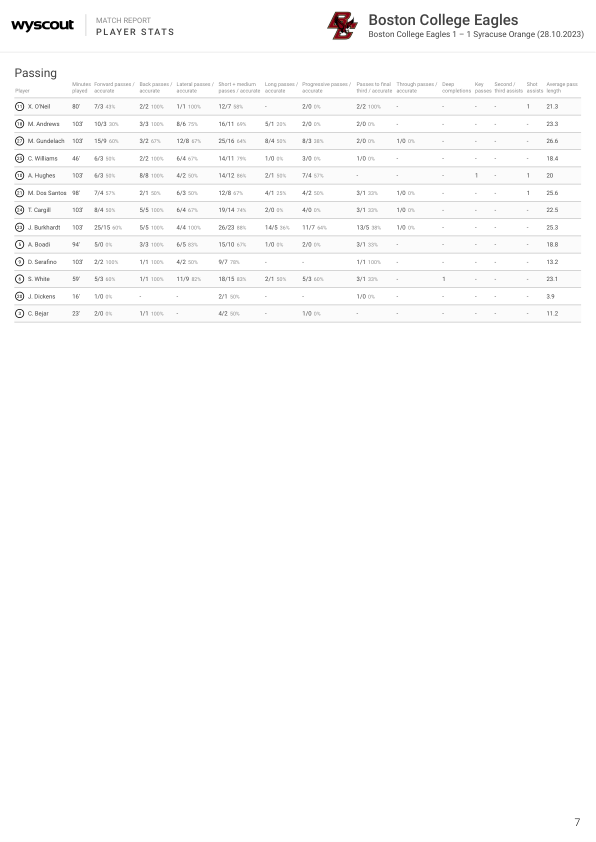 wyscout
MATCH REPORT
PLAYER STATS
Boston College Eagles
Boston College Eagles 1 – 1 Syracuse Orange (28.10.2023)
Passing
Player Minutes played Forward passes / accurate Back passes / accurate Lateral passes / accurate Short + medium passes / accurate Long passes / accurate Progressive passes / accurate Passes to final third / accurate Through passes / accurate Deep completions Key passes Second / third assists Shot assists Average pass length
11 X. O'Neil 80' 7/3 43% 2/2 100% 1/1 100% 12/7 58% - 2/0 0% 2/2 100% - - - - 1 21.3
M. Andrews 103' 10/3 30% 3/3 100% 8/6 75% 16/11 69% 5/1 20% 2/0 0% 2/0 0% - - - - - 23.3
27 M. Gundelach 103' 15/9 60% 3/2 67% 12/8 67% 25/16 64% 8/4 50% 8/3 38% 2/0 0% 1/0 0% - - - - 26.6
25 C. Williams 46' 6/3 50% 2/2 100% 6/4 67% 14/11 79% 1/0 0% 3/0 0% 1/0 0% - - - - - 18.4
A. Hughes 103' 6/3 50% 8/8 100% 4/2 50% 14/12 86% 2/1 50% 7/4 57% - - - 1 - 1 20
21 M. Dos Santos 98' 7/4 57% 2/1 50% 6/3 50% 12/8 67% 4/1 25% 4/2 50% 3/1 33% 1/0 0% - - - 1 25.6
24 T. Cargill 103' 8/4 50% 5/5 100% 6/4 67% 19/14 74% 2/0 0% 4/0 0% 3/1 33% 1/0 0% - - - - 22.5
23 J. Burkhardt 103' 25/15 60% 5/5 100% 4/4 100% 26/23 88% 14/5 36% 11/7 64% 13/5 38% 1/0 0% - - - - 25.3
A. Boadi 94' 5/0 0% 3/3 100% 6/5 83% 15/10 67% 1/0 0% 2/0 0% 3/1 33% - - - - - 18.8
9 D. Serafino 103' 2/2 100% 1/1 100% 4/2 50% 9/7 78% - - 1/1 100% - - - - - 13.2
S. White 59' 5/3 60% 1/1 100% 11/9 82% 18/15 83% 2/1 50% 5/3 60% 3/1 33% - 1 - - - 23.1
J. Dickens 16' 1/0 0% - - 2/1 50% - - 1/0 0% - - - - - 3.9
3 C. Bejar 23' 2/0 0% 1/1 100% - 4/2 50% - 1/0 0% - - - - - - 11.2
7